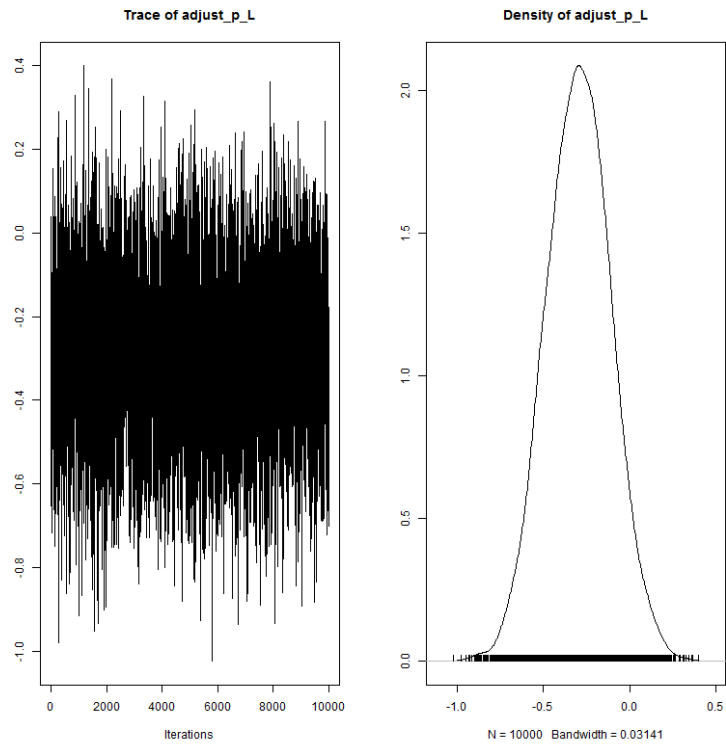 Trace of adjust_p_L
0.4
0.2
0.0
-0.2
-0.4
-0.6
-0.8
-1.0
0 2000 4000 6000 8000 10000
Iterations
Density of adjust_p_L
2.0
1.5
1.0
0.5
0.0
-1.0 -0.5 0.0 0.5
N = 10000 Bandwidth = 0.03141